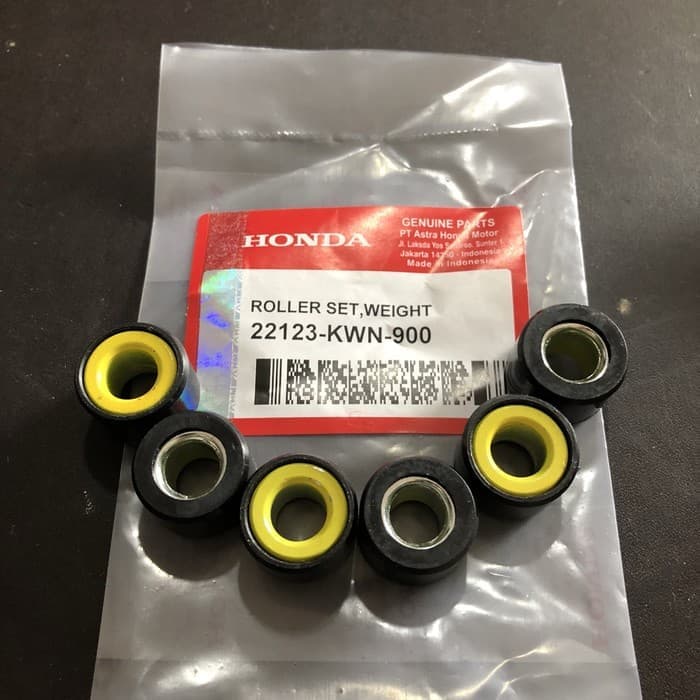 HONDA
GENUINE PARTS
PT Astra Honda Motor
Jl. Laksda Yos Sudarso, Sunter I,
Jakarta 14350 - Indonesia
Made in Indonesia
ROLLER SET,WEIGHT
22123-KWN-900